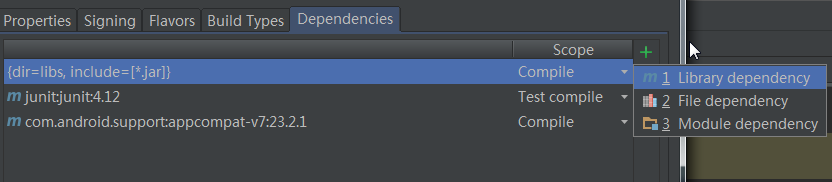 Properties Signing Flavors Build Types Dependencies
Scope
{dir=libs, include=[*.jar]} Compile
m junit:junit:4.12 Test compile
m com.android.support:appcompat-v7:23.2.1 Compile
m 1 Library dependency
2 File dependency
3 Module dependency